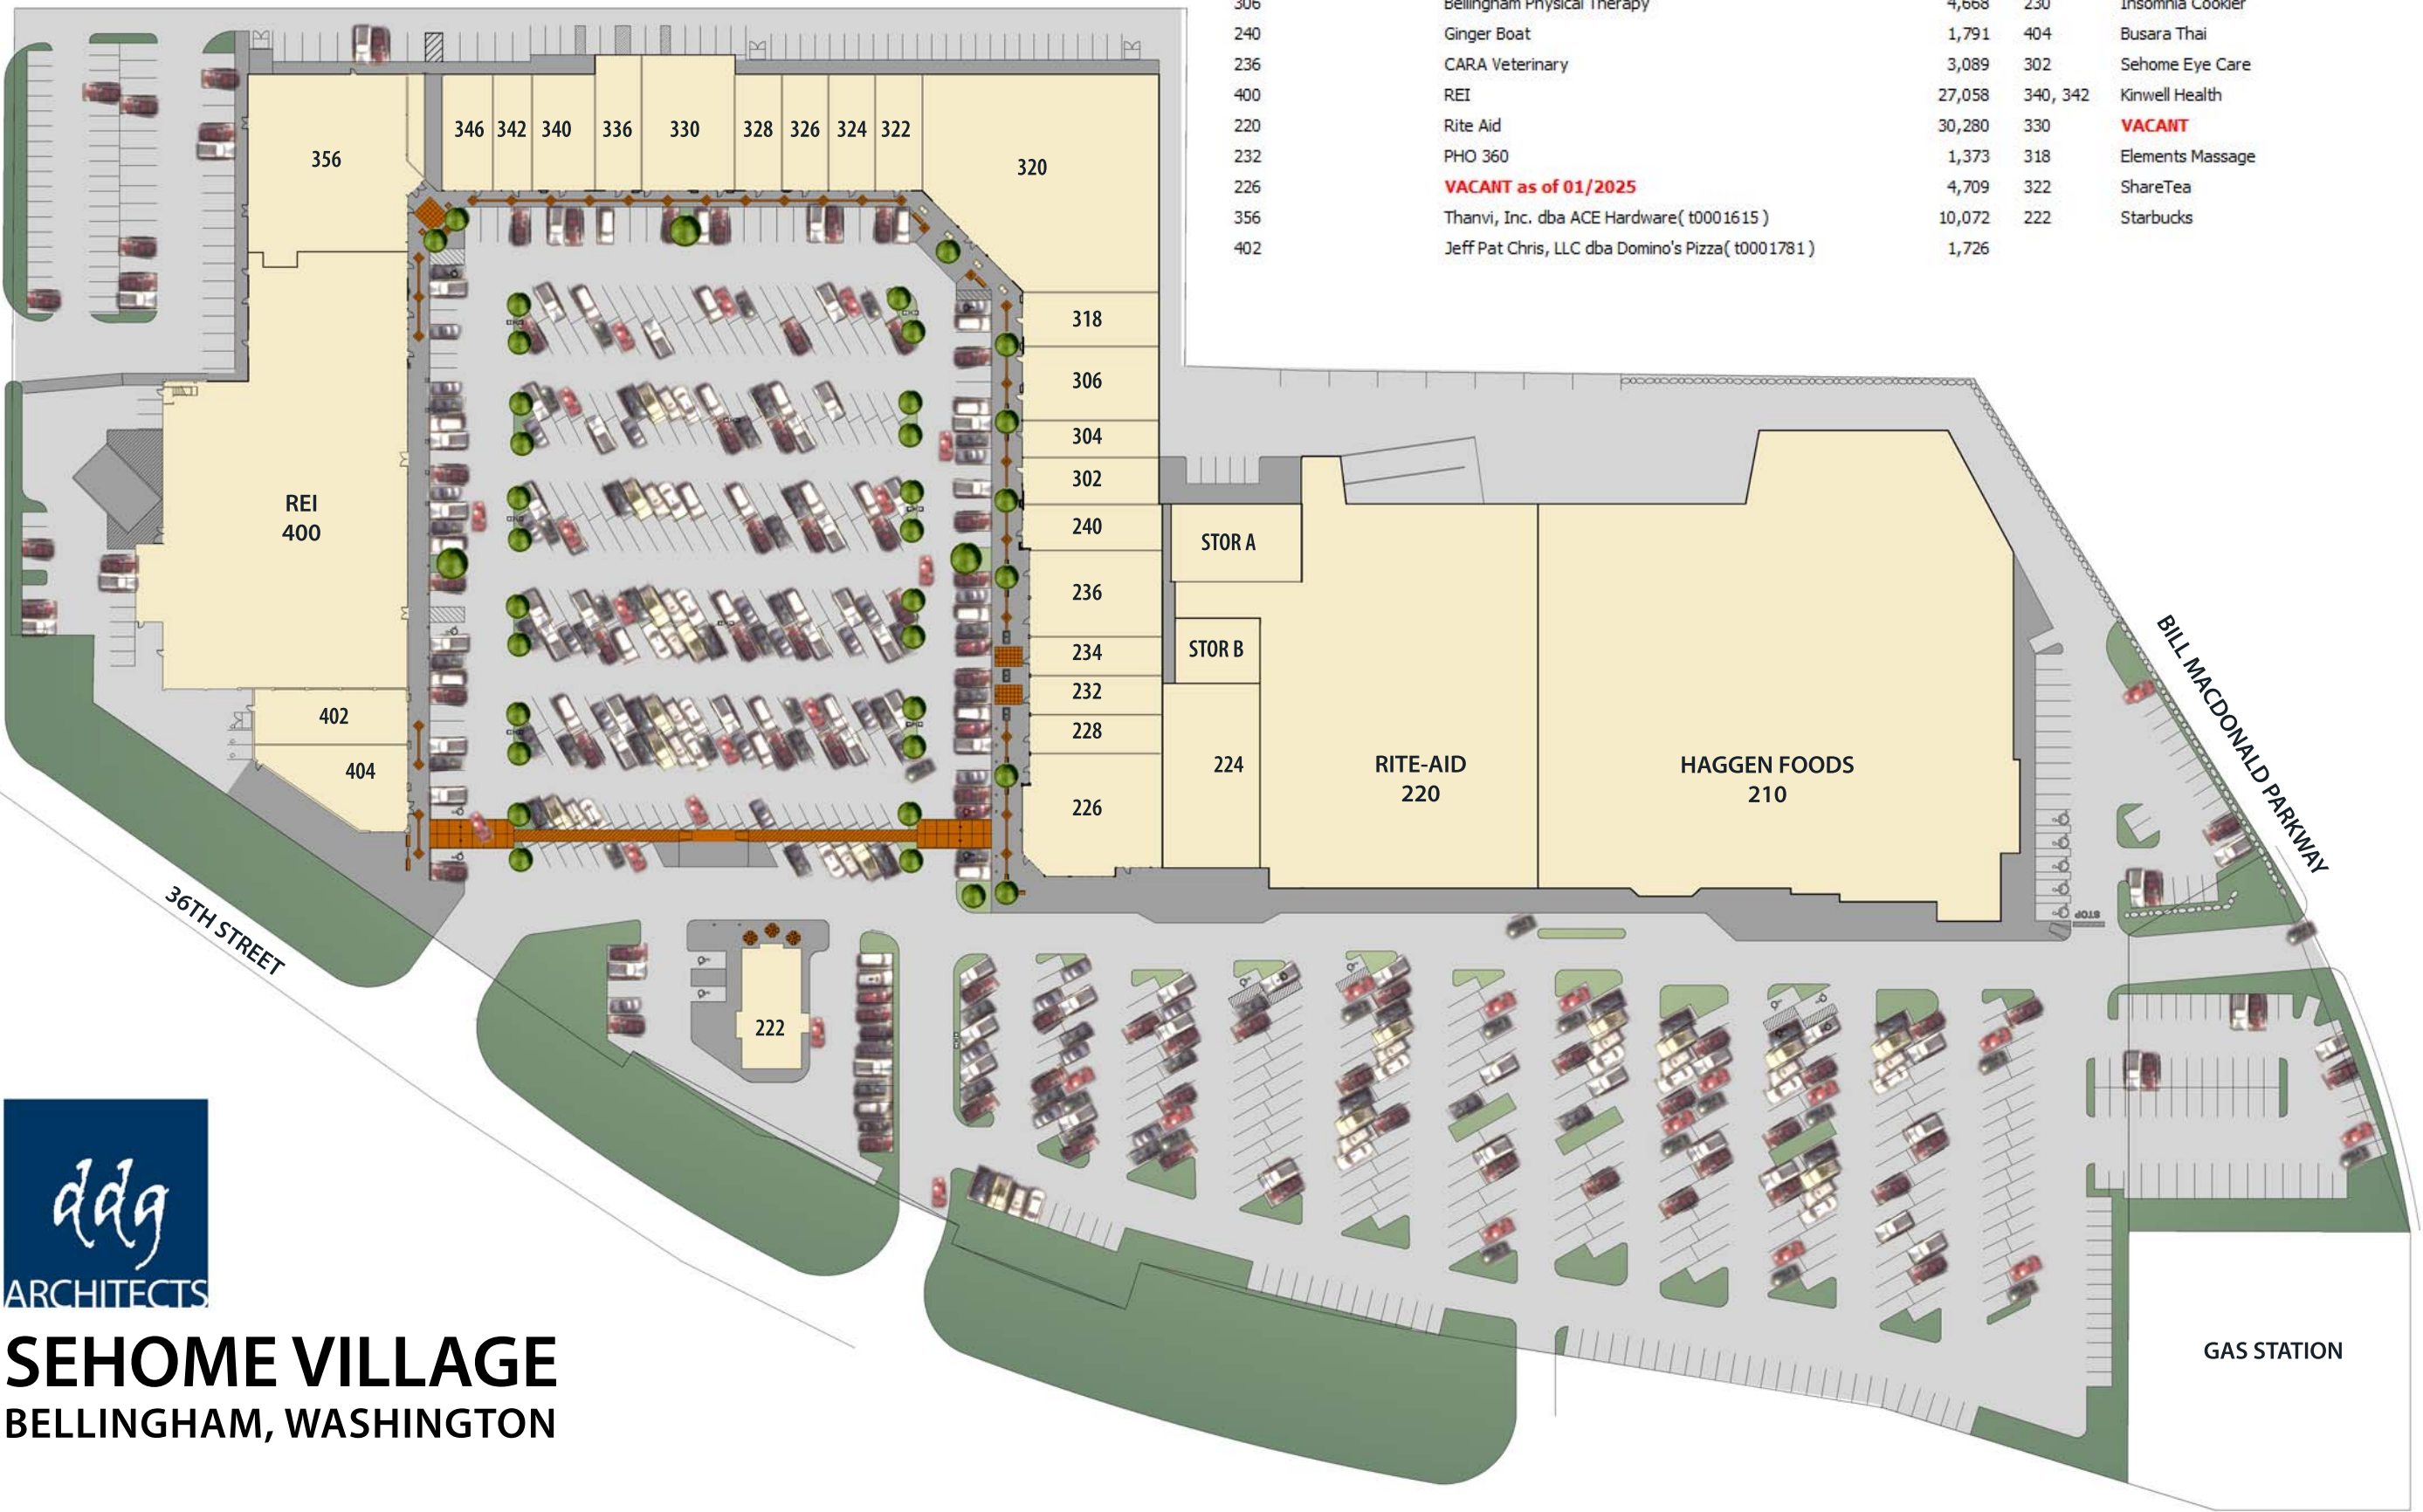 306 Bellingham Physical Therapy 4,668 230 Insomnia Cookier
240 Ginger Boat 1,791 404 Busara Thai
236 CARA Veterinary 3,089 302 Sehome Eye Care
400 REI 27,058 340, 342 Kinwell Health
220 Rite Aid 30,280 330 VACANT
232 PHO 360 1,373 318 Elements Massage
226 VACANT as of 01/2025 4,709 322 ShareTea
356 Thanvi, Inc. dba ACE Hardware( t0001615 ) 10,072 222 Starbucks
402 Jeff Pat Chris, LLC dba Domino's Pizza( t0001781 ) 1,726
346 342 340 336 330 328 326 324 322
356
320
318
306
304
302
240
236
234
232
228
226
REI
400
402
404
STOR A
STOR B
224
RITE-AID
220
HAGGEN FOODS
210
BILL MACDONALD PARKWAY
STOP
36TH STREET
222
GAS STATION
ddg
ARCHITECTS
SEHOME VILLAGE
BELLINGHAM, WASHINGTON